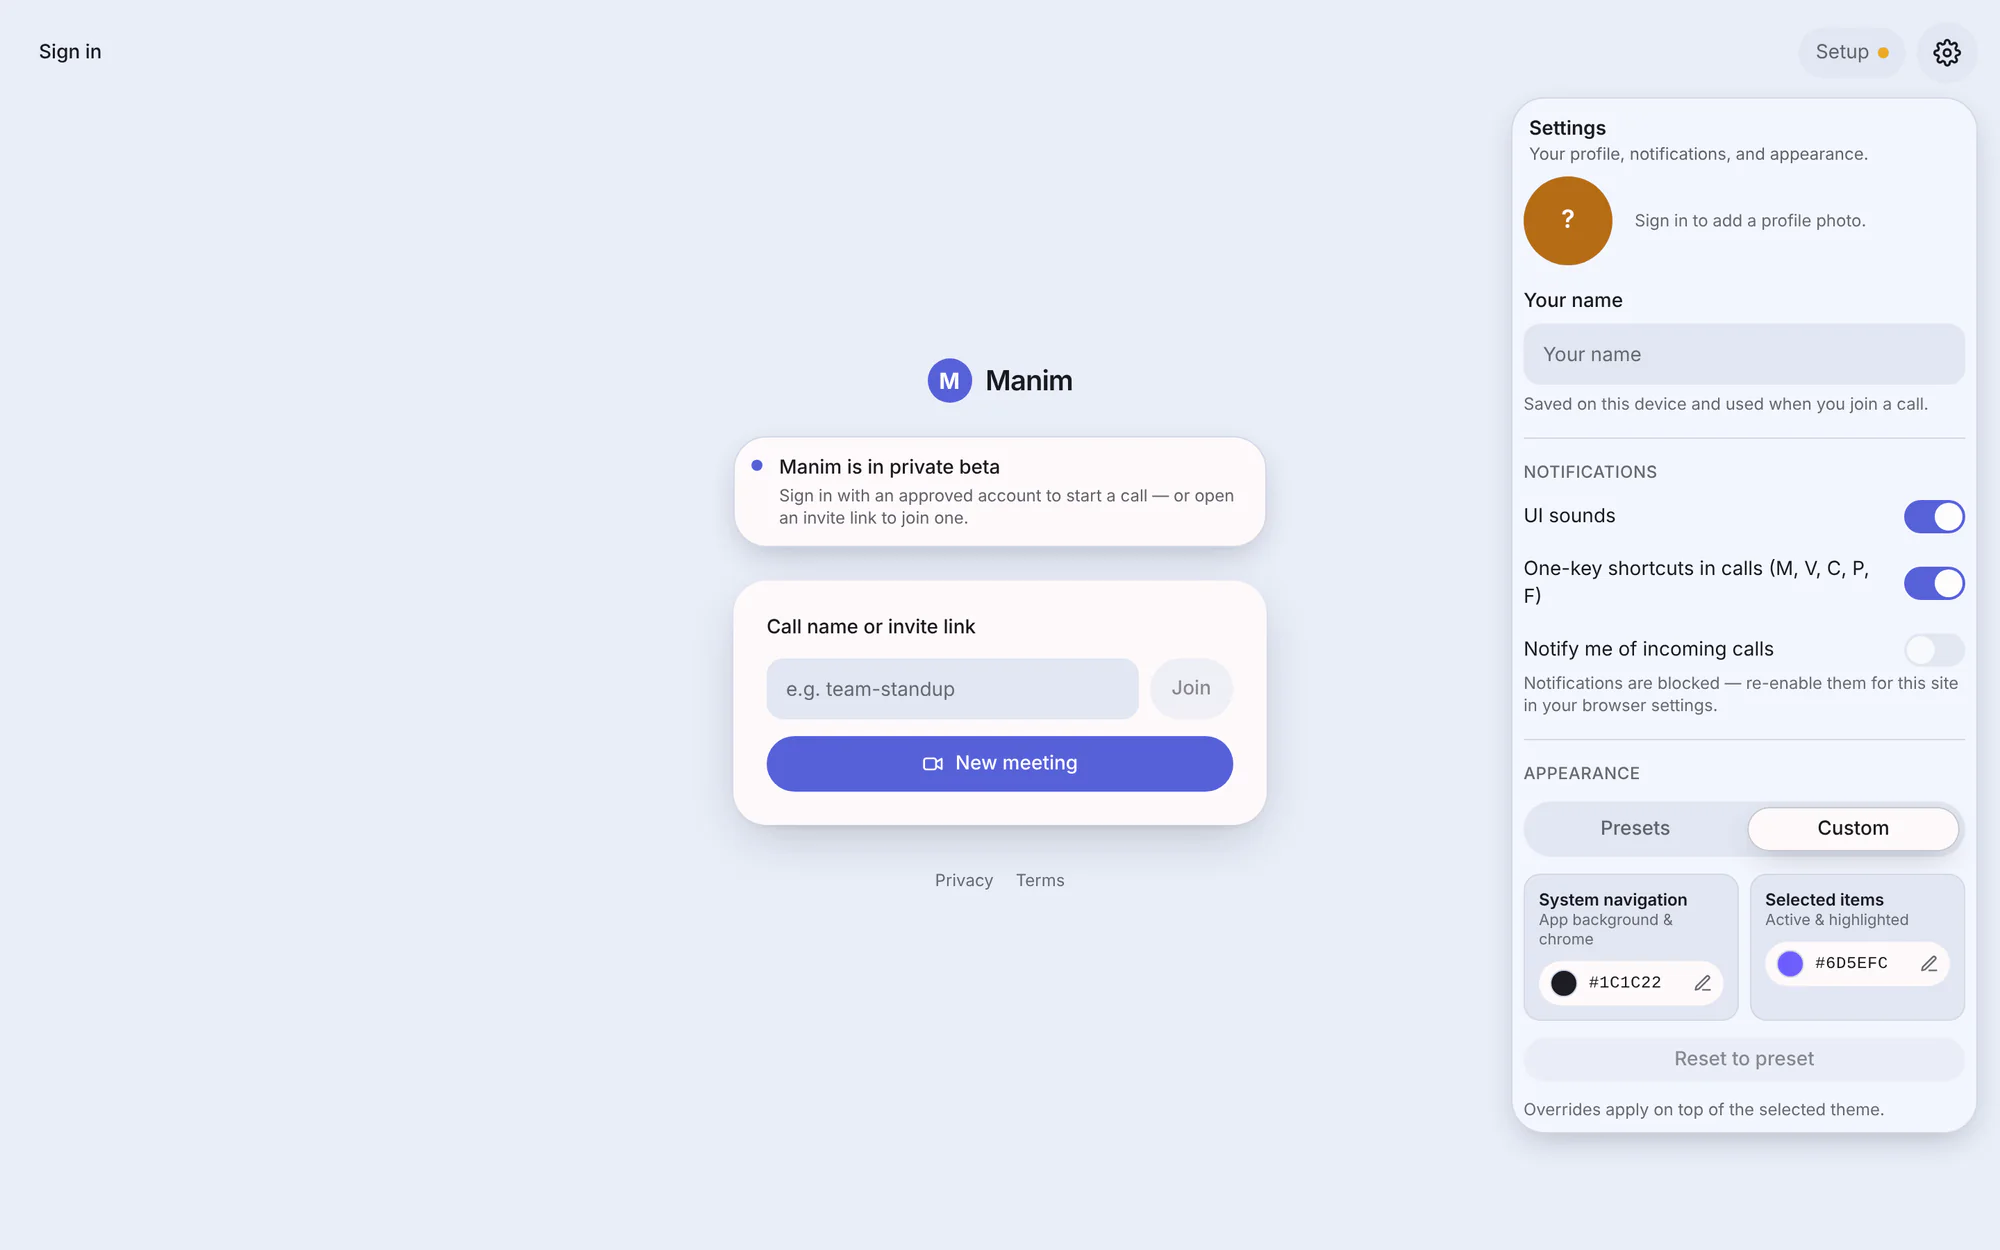 Sign in
Setup
Settings
Your profile, notifications, and appearance.
?
Sign in to add a profile photo.
Your name
Your name
Saved on this device and used when you join a call.
NOTIFICATIONS
UI sounds
One-key shortcuts in calls (M, V, C, P,
F)
Notify me of incoming calls
Notifications are blocked — re-enable them for this site
in your browser settings.
APPEARANCE
Presets
Custom
System navigation
App background &
chrome
#1C1C22
Selected items
Active & highlighted
#6D5EFC
Reset to preset
Overrides apply on top of the selected theme.
M
Manim
Manim is in private beta
Sign in with an approved account to start a call — or open
an invite link to join one.
Call name or invite link
e.g. team-standup
Join
New meeting
Privacy
Terms